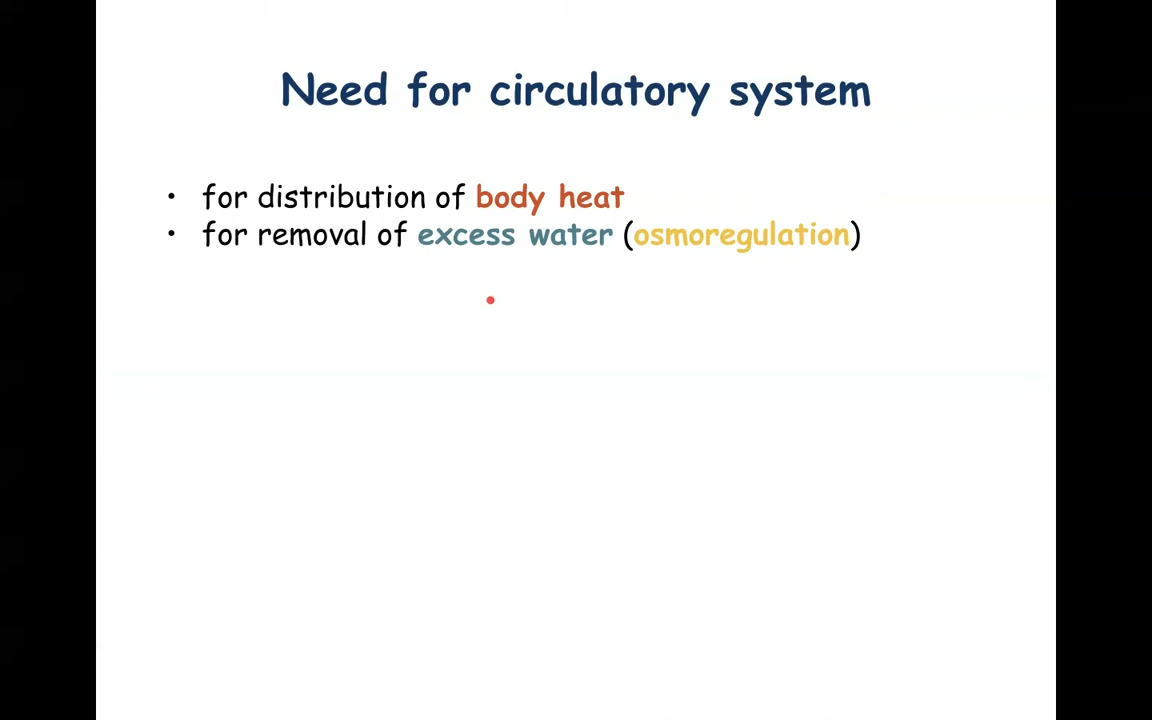 Need for circulatory system
• for distribution of body heat
• for removal of excess water (osmoregulation)